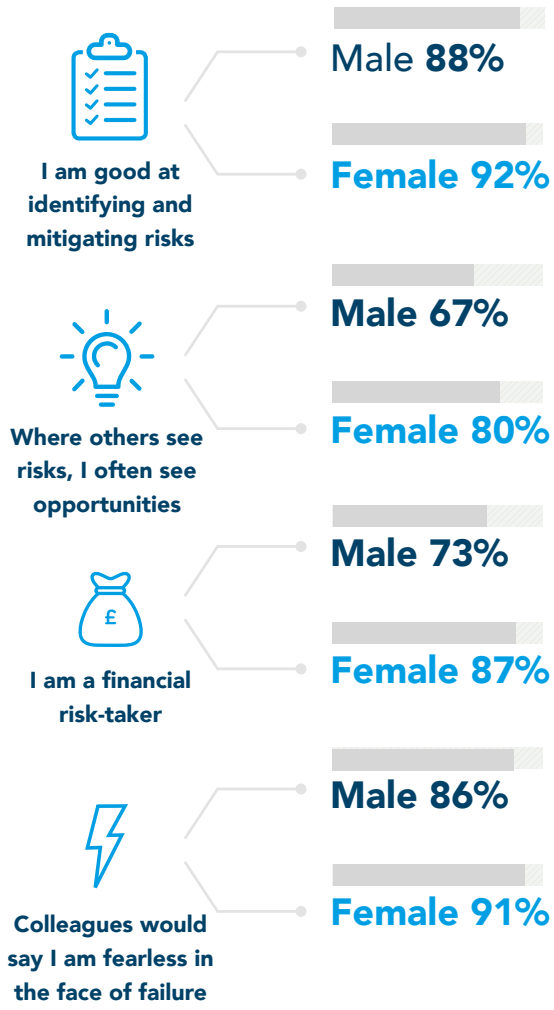 Male 88%
Female 92%
I am good at
identifying and
mitigating risks
Male 67%
Female 80%
Where others see
risks, I often see
opportunities
Male 73%
£
Female 87%
I am a financial
risk-taker
Male 86%
Female 91%
Colleagues would
say I am fearless in
the face of failure